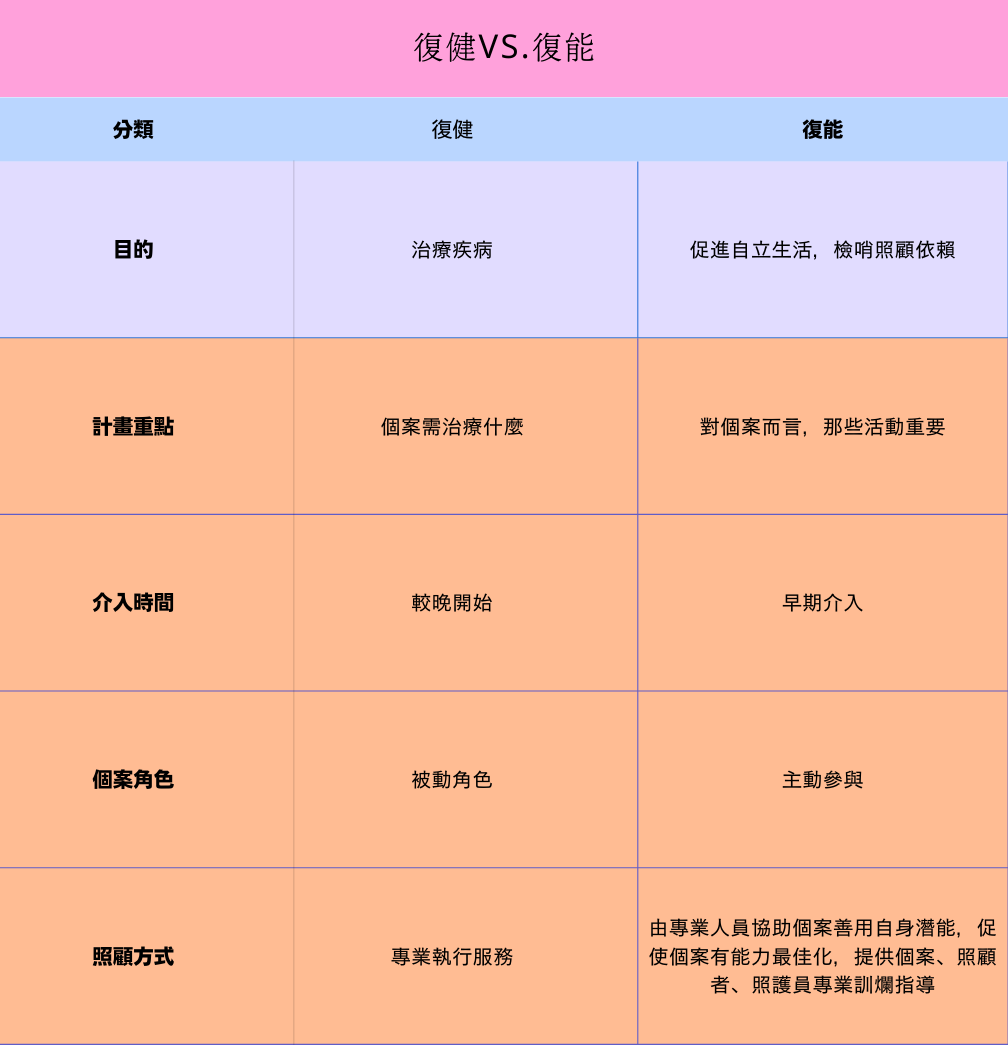 復健VS.復能
分類 復健 復能
目的 治療疾病 促進自立生活，檢哨照顧依賴
計畫重點 個案需治療什麼 對個案而言，那些活動重要
介入時間 較晚開始 早期介入
個案角色 被動角色 主動參與
照顧方式 專業執行服務
由專業人員協助個案善用自身潛能，促
使個案有能力最佳化，提供個案、照顧
者、照護員專業訓爛指導